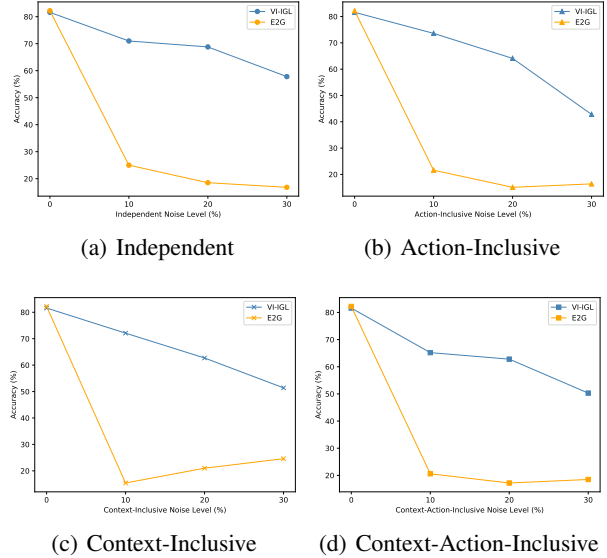 VI-IGL
E2G
80
70
60
50
40
30
20
Accuracy (%)
0 10 20 30
Independent Noise Level (%)
(a) Independent
VI-IGL
E2G
80
70
60
50
40
30
20
Accuracy (%)
0 10 20 30
Action-Inclusive Noise Level (%)
(b) Action-Inclusive
VI-IGL
E2G
80
70
60
50
40
30
20
Accuracy (%)
0 10 20 30
Context-Inclusive Noise Level (%)
(c) Context-Inclusive
VI-IGL
E2G
80
70
60
50
40
30
20
Accuracy (%)
0 10 20 30
Context-Action-Inclusive Noise Level (%)
(d) Context-Action-Inclusive